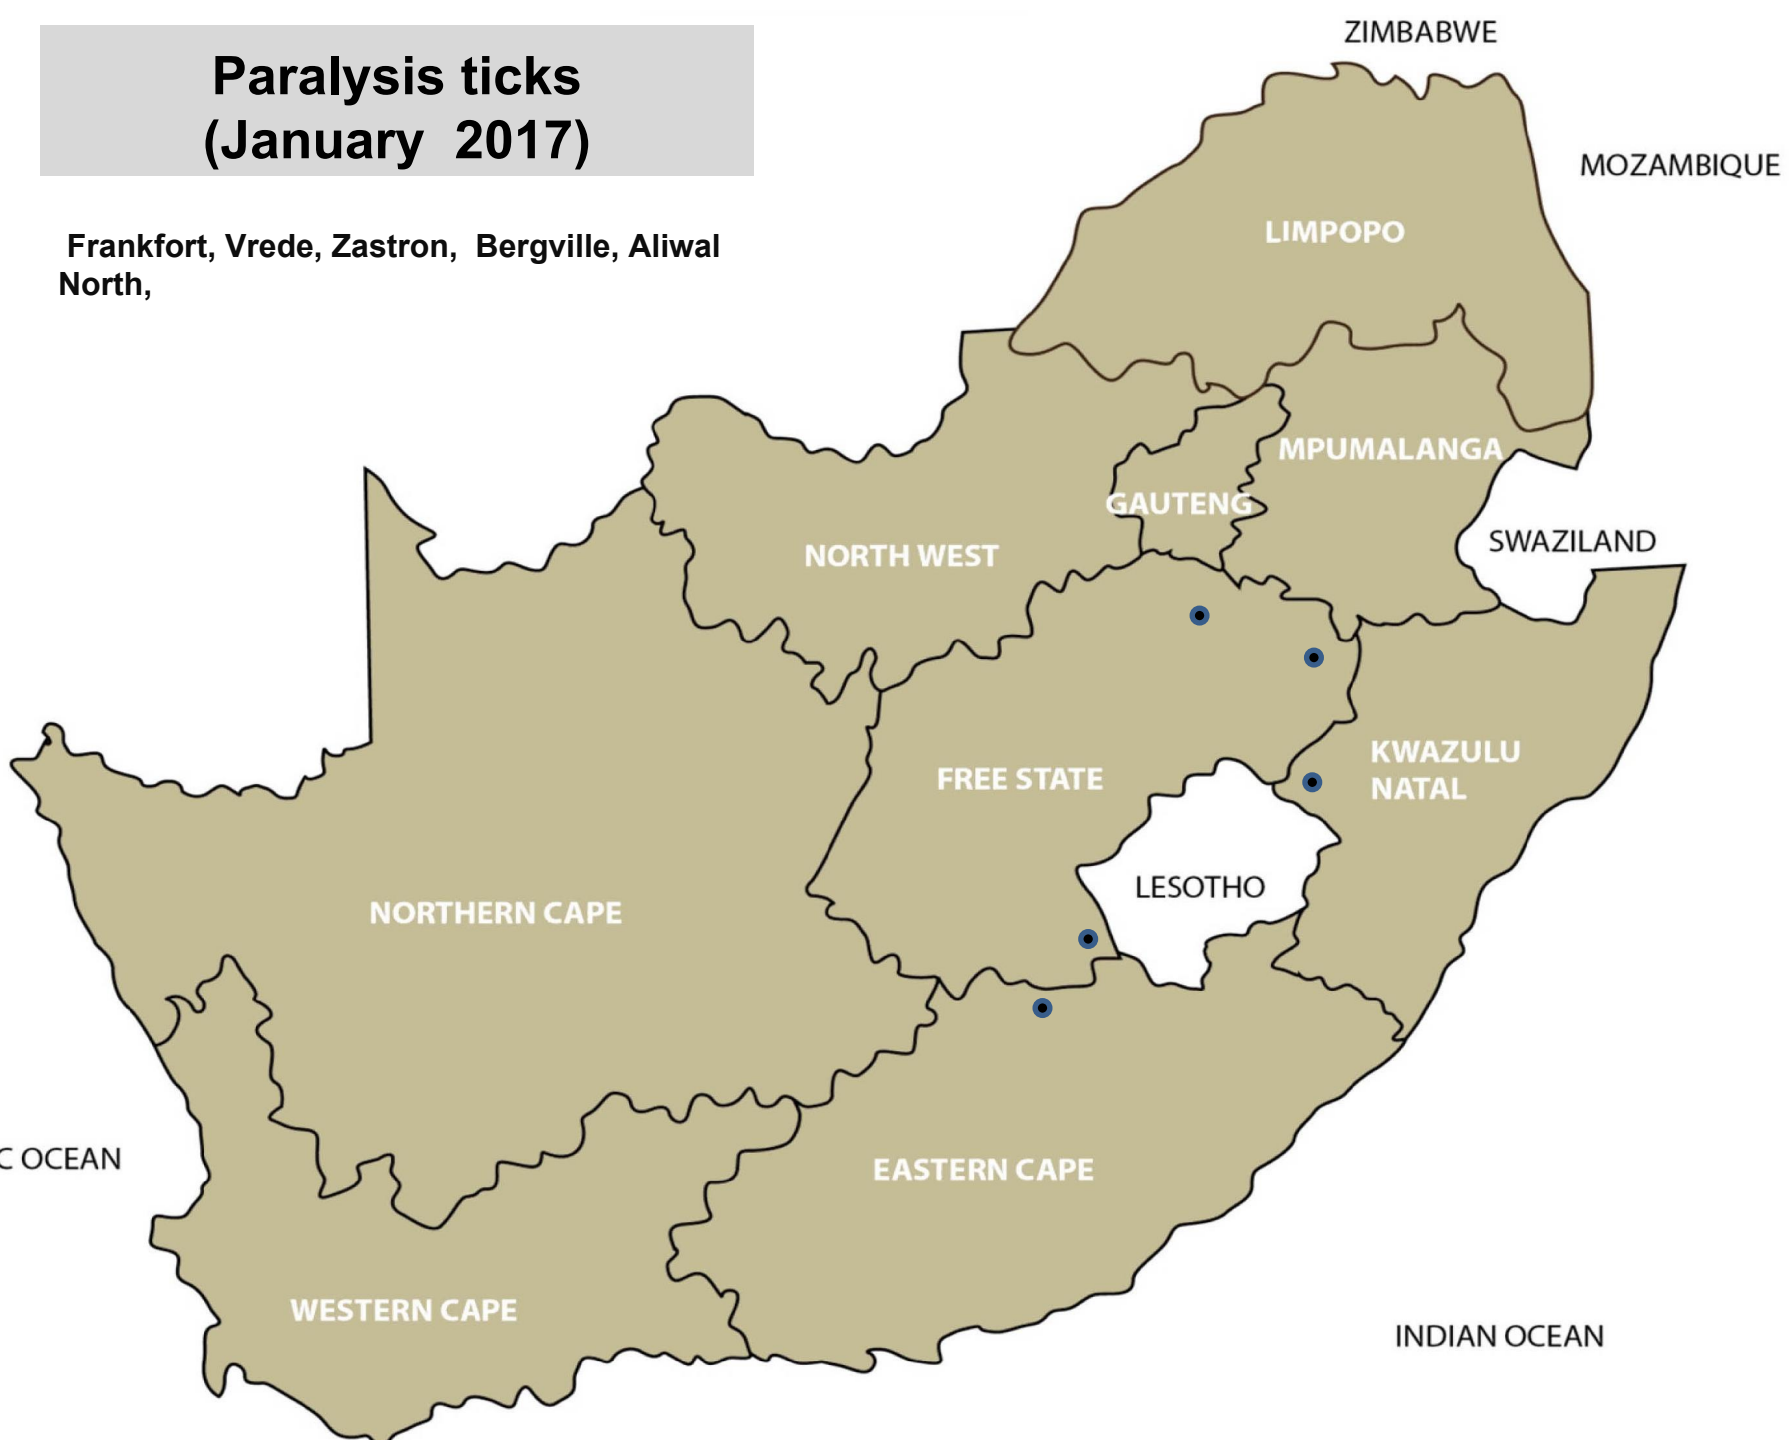 Paralysis ticks
(January  2017)
Frankfort, Vrede, Zastron,  Bergville, Aliwal
North,
ZIMBABWE
MOZAMBIQUE
LIMPOPO
MPUMALANGA
GAUTENG
SWAZILAND
NORTH WEST
KWAZULU
NATAL
FREE STATE
LESOTHO
NORTHERN CAPE
C OCEAN
EASTERN CAPE
WESTERN CAPE
INDIAN OCEAN